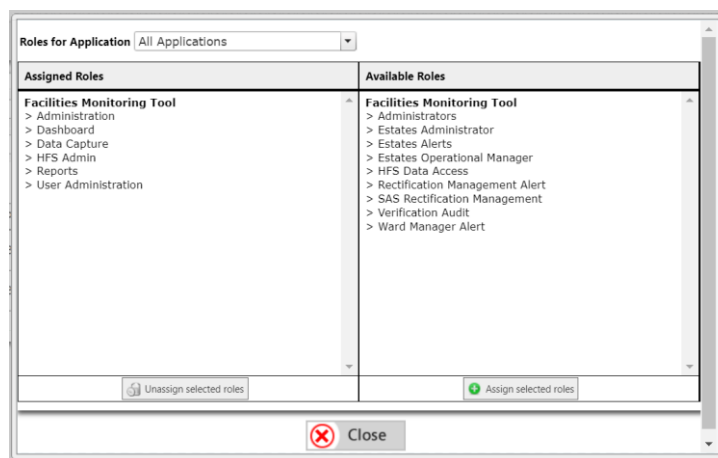 Roles for Application All Applications
Assigned Roles
Facilities Monitoring Tool
> Administration
> Dashboard
> Data Capture
> HFS Admin
> Reports
> User Administration
Unassign selected roles
Available Roles
Facilities Monitoring Tool
> Administrators
> Estates Administrator
> Estates Alerts
> Estates Operational Manager
> HFS Data Access
> Rectification Management Alert
> SAS Rectification Management
> Verification Audit
> Ward Manager Alert
Assign selected roles
Close